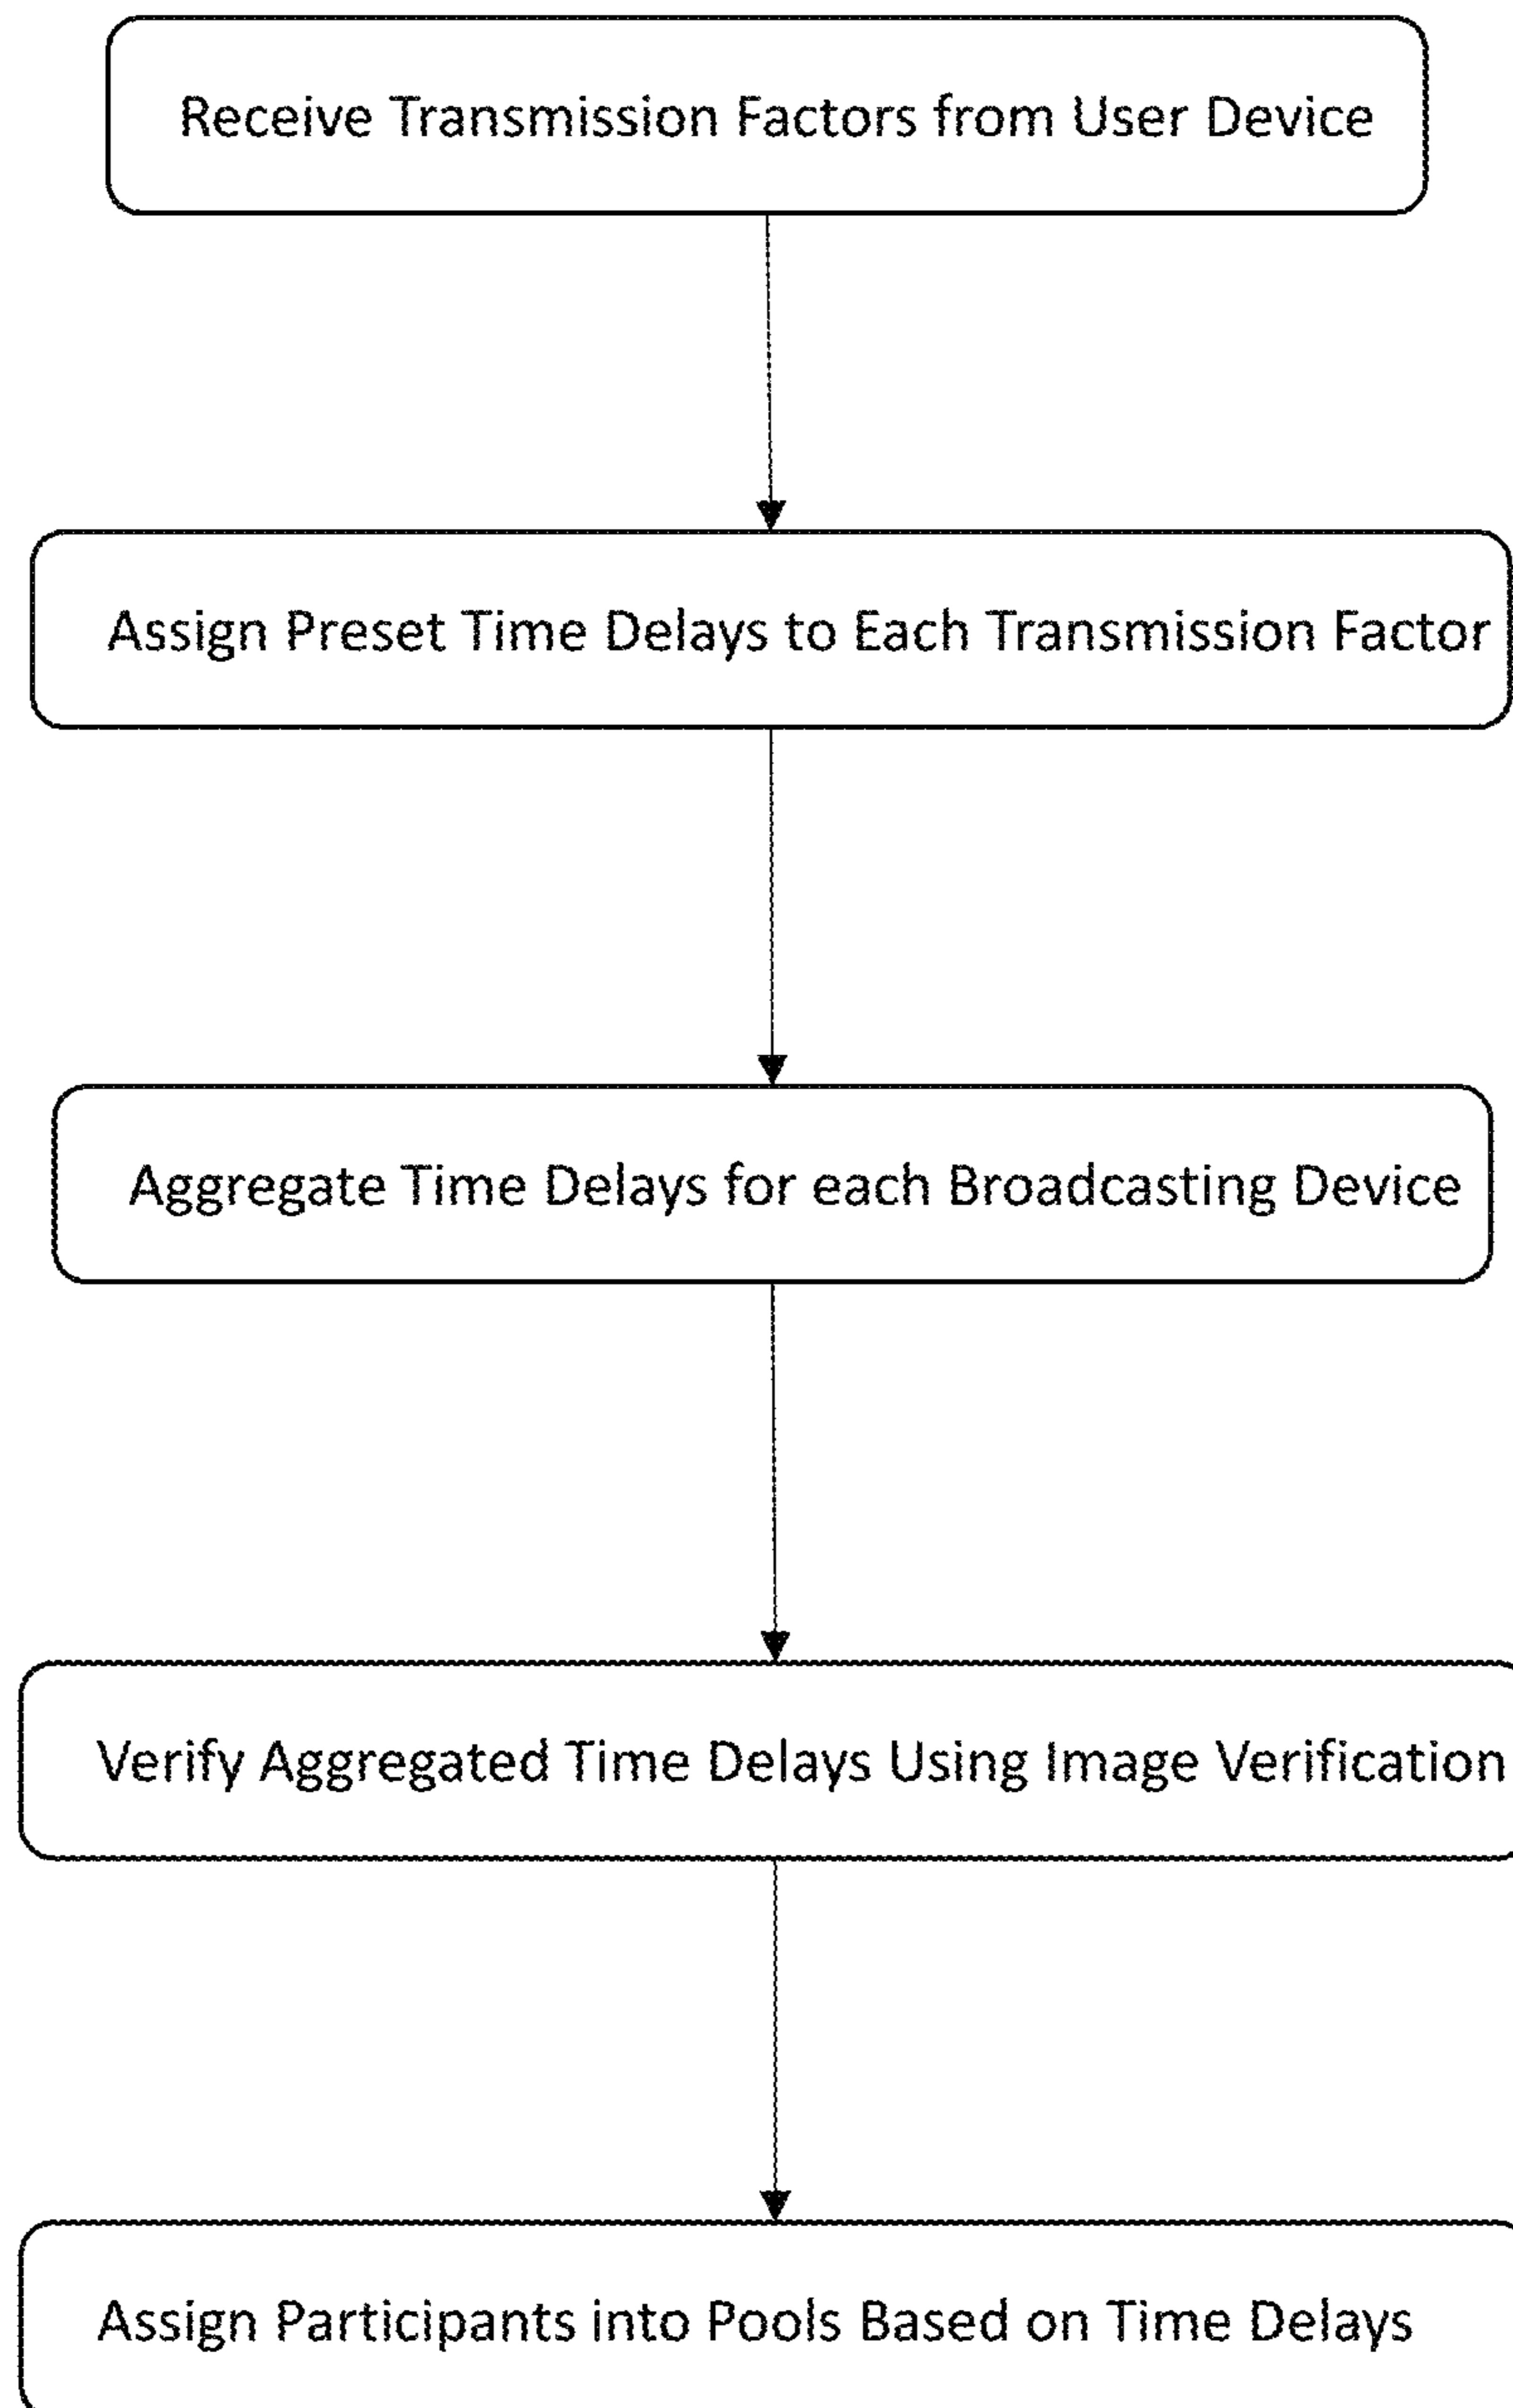 Receive Transmission Factors from User Device
Assign Preset Time Delays to Each Transmission Factor
Aggregate Time Delays for each Broadcasting Device
Verify Aggregated Time Delays Using Image Verification
Assign Participants into Pools Based on Time Delays